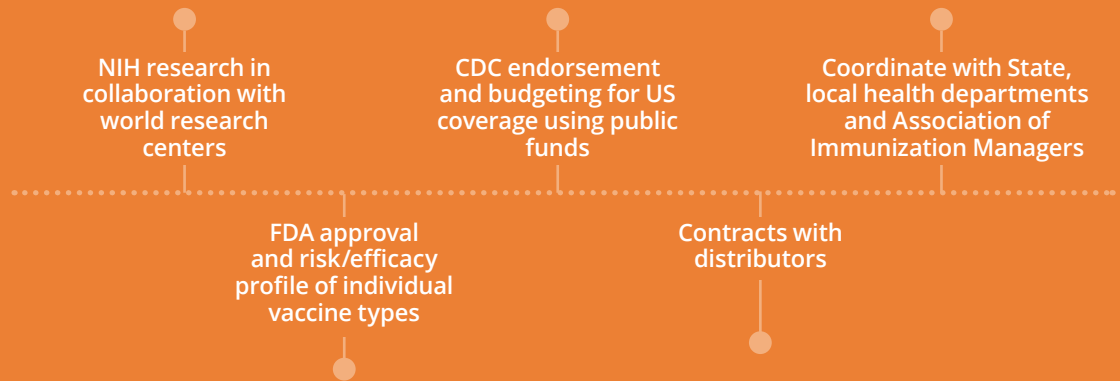 NIH research in
collaboration with
world research
centers
FDA approval
and risk/efficacy
profile of individual
vaccine types
CDC endorsement
and budgeting for US
coverage using public
funds
Contracts with
distributors
Coordinate with State,
local health departments
and Association of
Immunization Managers